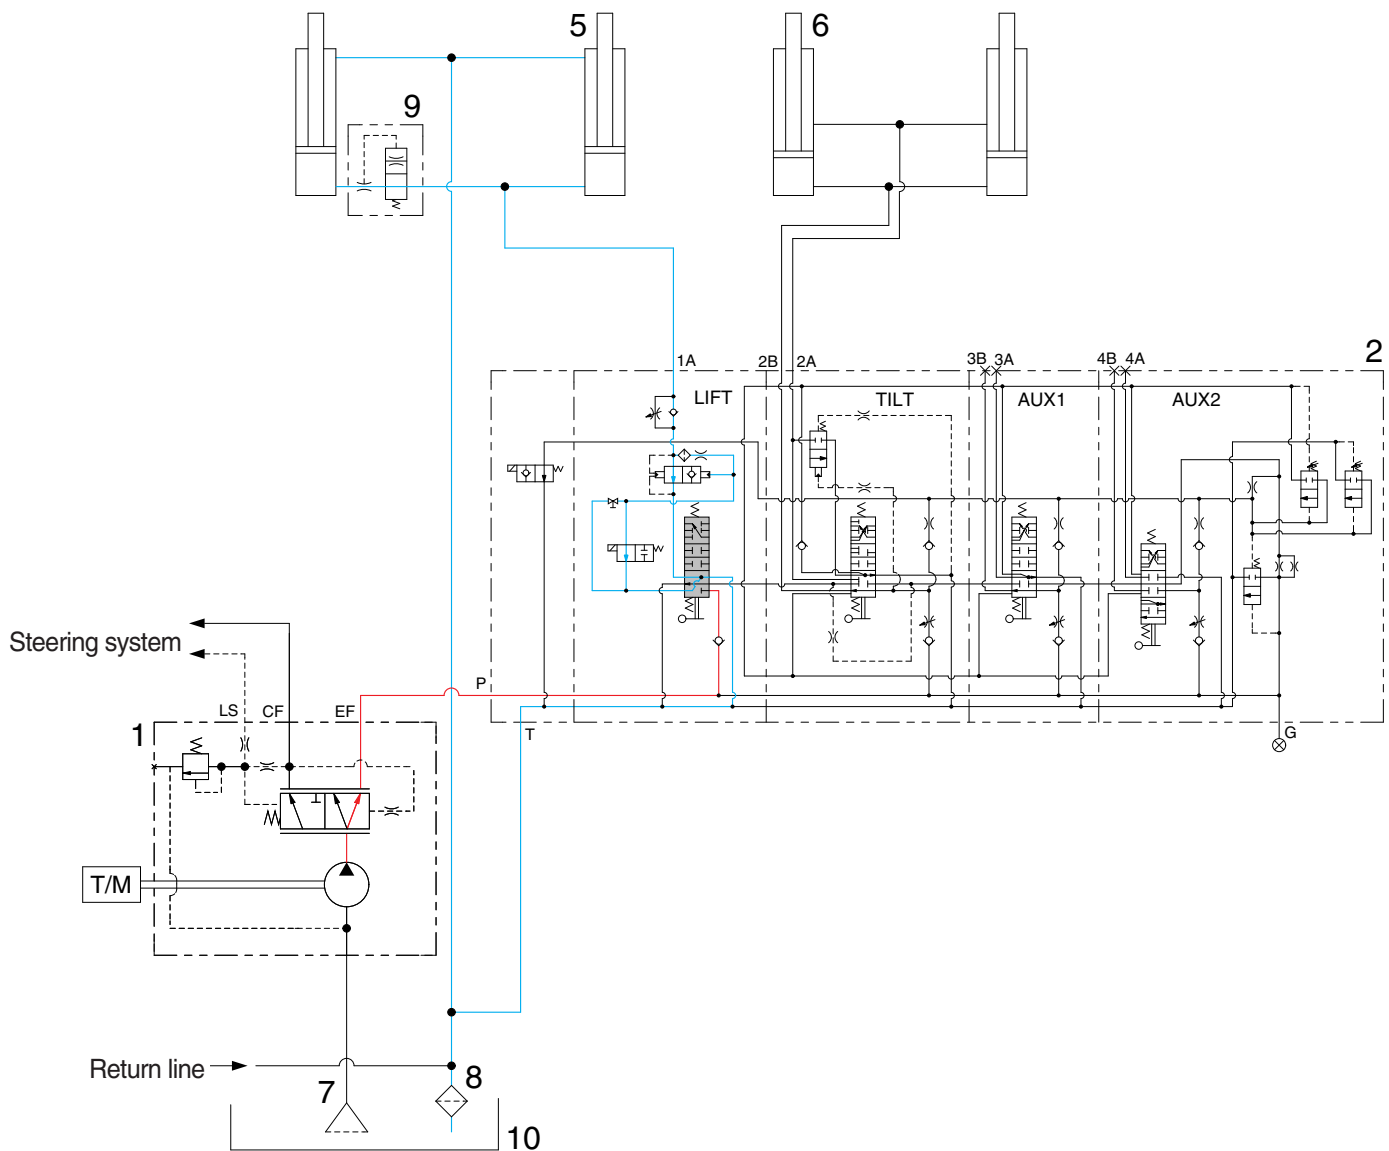 5
6
9
1A
2B
2A
3B
3A
4B
4A
2
LIFT
TILT
AUX1
AUX2
Steering system
P
LS
CF
EF
T
G
1
T/M
Return line
7
8
10